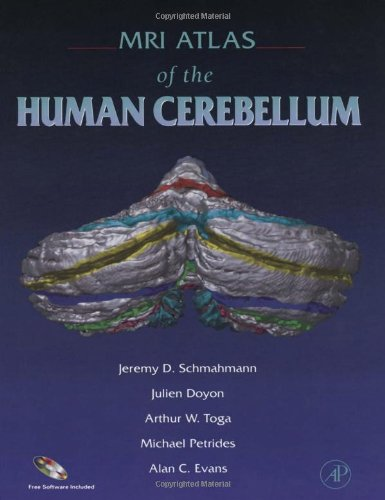 MRI ATLAS
of the
HUMAN CEREBELLUM
Jeremy D. Schmahmann
Julien Doyon
Arthur W. Toga
Michael Petrides
Alan C. Evans
Free Software Included
AP